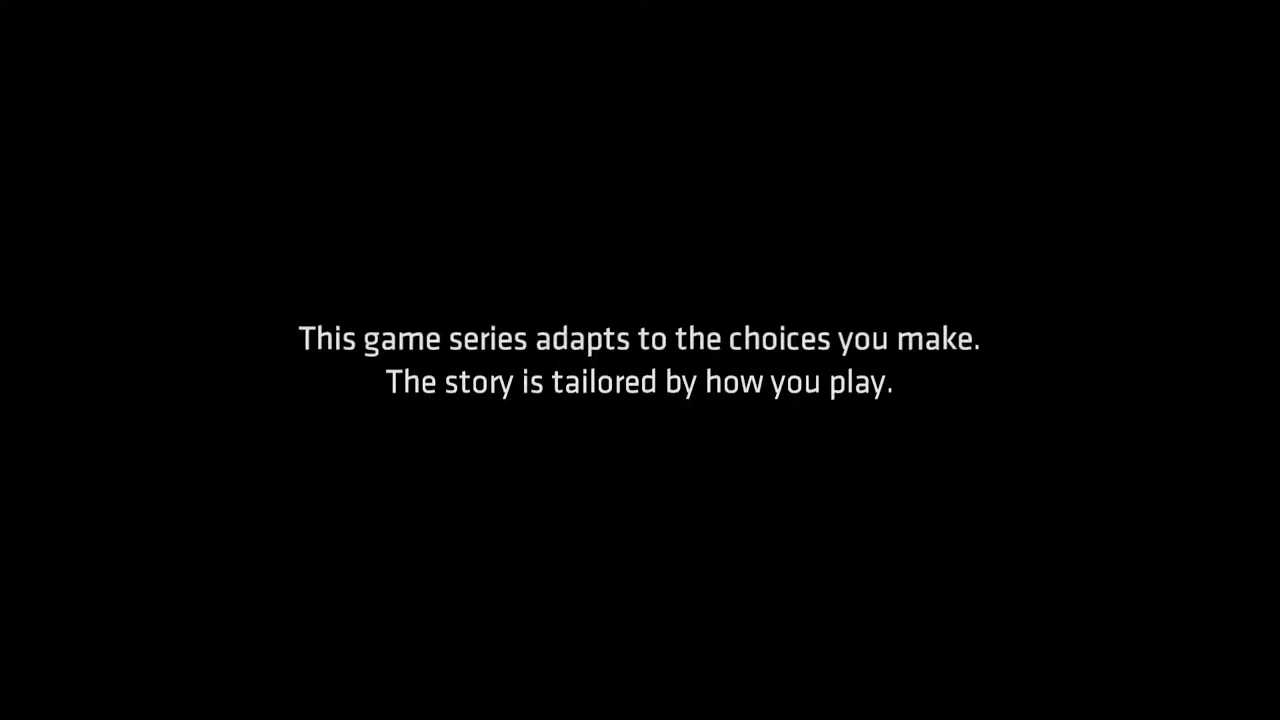 This game series adapts to the choices you make.
The story is tailored by how you play.